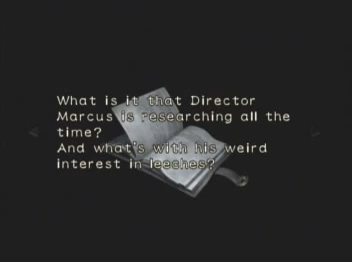 What is it that Director
Marcus is researching all the
time?
And what's with his weird
interest in leeches?